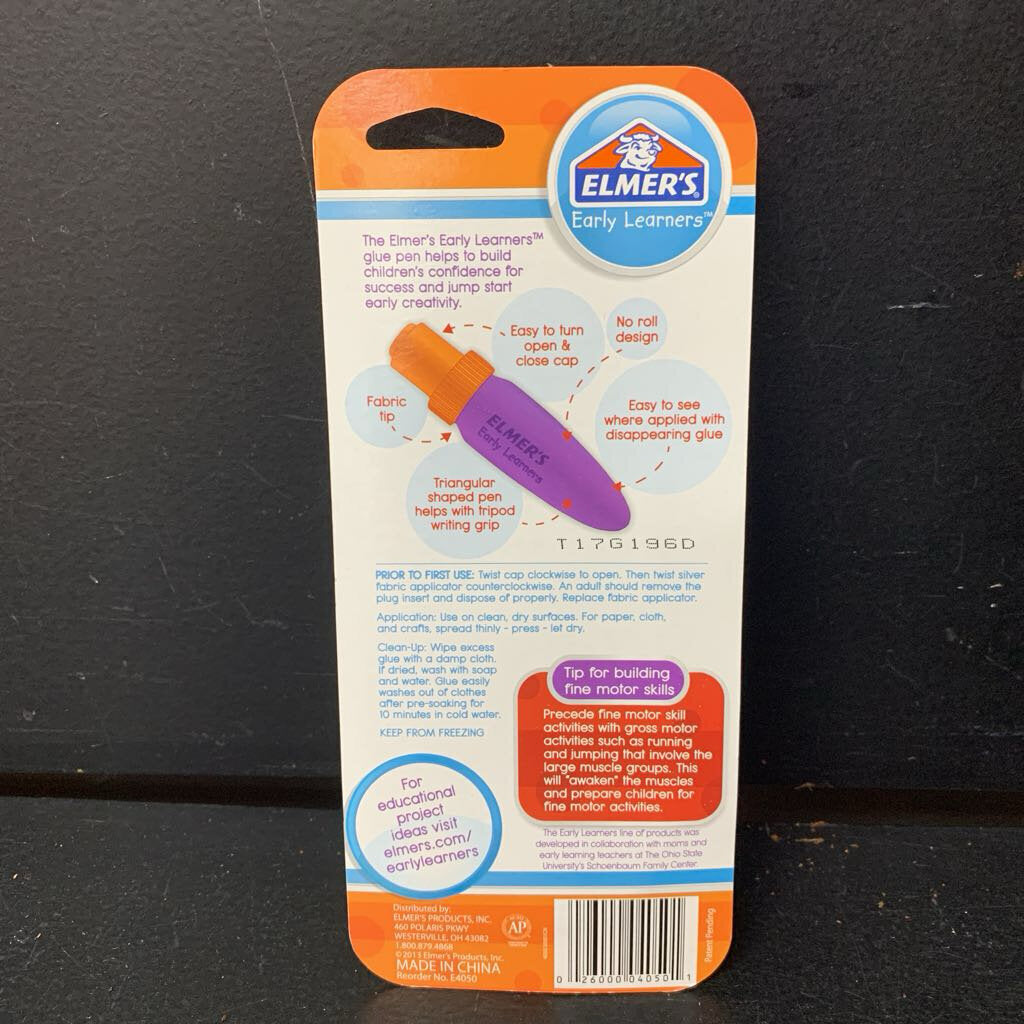 ELMER'S®
Early Learners™
The Elmer's Early Learners™
glue pen helps to build
children's confidence for
success and jump start
early creativity.
Easy to turn
open &
close cap
No roll
design
Fabric
tip
Easy to see
where applied with
disappearing glue
ELMER'S
Early Learners
Triangular
shaped pen
helps with tripod
writing grip
T17G196D
PRIOR TO FIRST USE: Twist cap clockwise to open. Then twist silver
fabric applicator counterclockwise. An adult should remove the
plug insert and dispose of properly. Replace fabric applicator.
Application: Use on clean, dry surfaces. For paper, cloth,
and crafts, spread thinly - press - let dry.
Clean-Up: Wipe excess
glue with a damp cloth.
If dried, wash with soap
and water. Glue easily
washes out of clothes
after pre-soaking for
10 minutes in cold water.
KEEP FROM FREEZING
Tip for building
fine motor skills
Precede fine motor skill
activities with gross motor
activities such as running
and jumping that involve the
large muscle groups. This
will "awaken" the muscles
and prepare children for
fine motor activities.
For
educational
project
ideas visit
elmers.com/
earlylearners
The Early Learners line of products was
developed in collaboration with moms and
early learning teachers at The Ohio State
University's Schoenbaum Family Center.
Distributed by:
ELMER'S PRODUCTS, INC.
460 POLARIS PKWY
WESTERVILLE, OH 43082
1.800.879.4868
©2013 Elmer's Products, Inc.
MADE IN CHINA
Reorder No. E4050
AP
0 26000 04050 1
Patent Pending